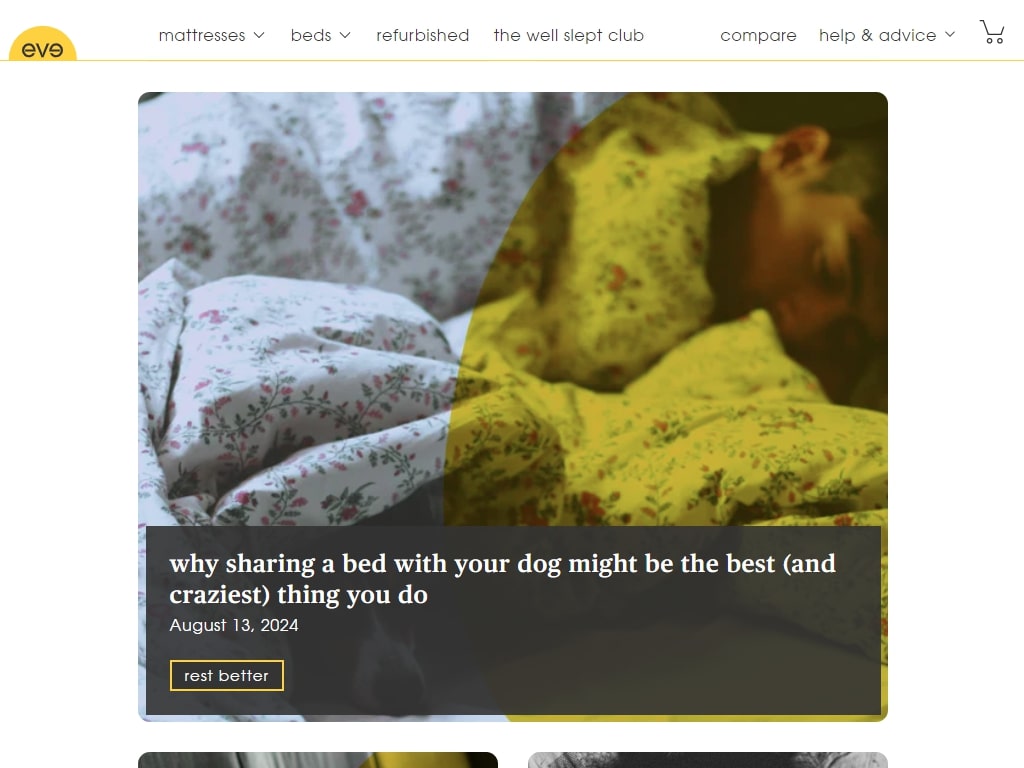 eve
mattresses
beds
refurbished
the well slept club
compare
help & advice
why sharing a bed with your dog might be the best (and
craziest) thing you do
August 13, 2024
rest better